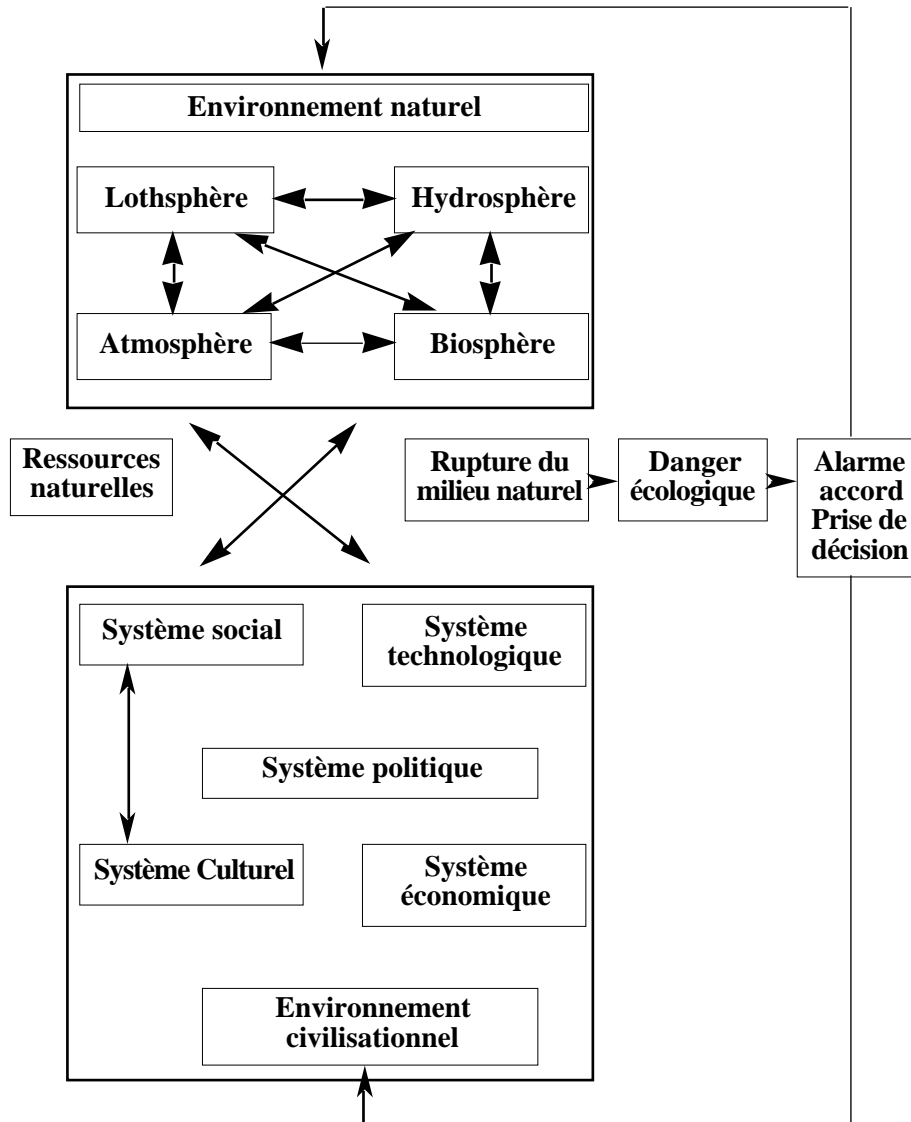 Environnement naturel
Lothsphère
Hydrosphère
Atmosphère
Biosphère
Ressources
naturelles
Rupture du
milieu naturel
Danger
écologique
Alarme
accord
Prise de
décision
Système social
Système
technologique
Système politique
Système Culturel
Système
économique
Environnement
civilisationnel